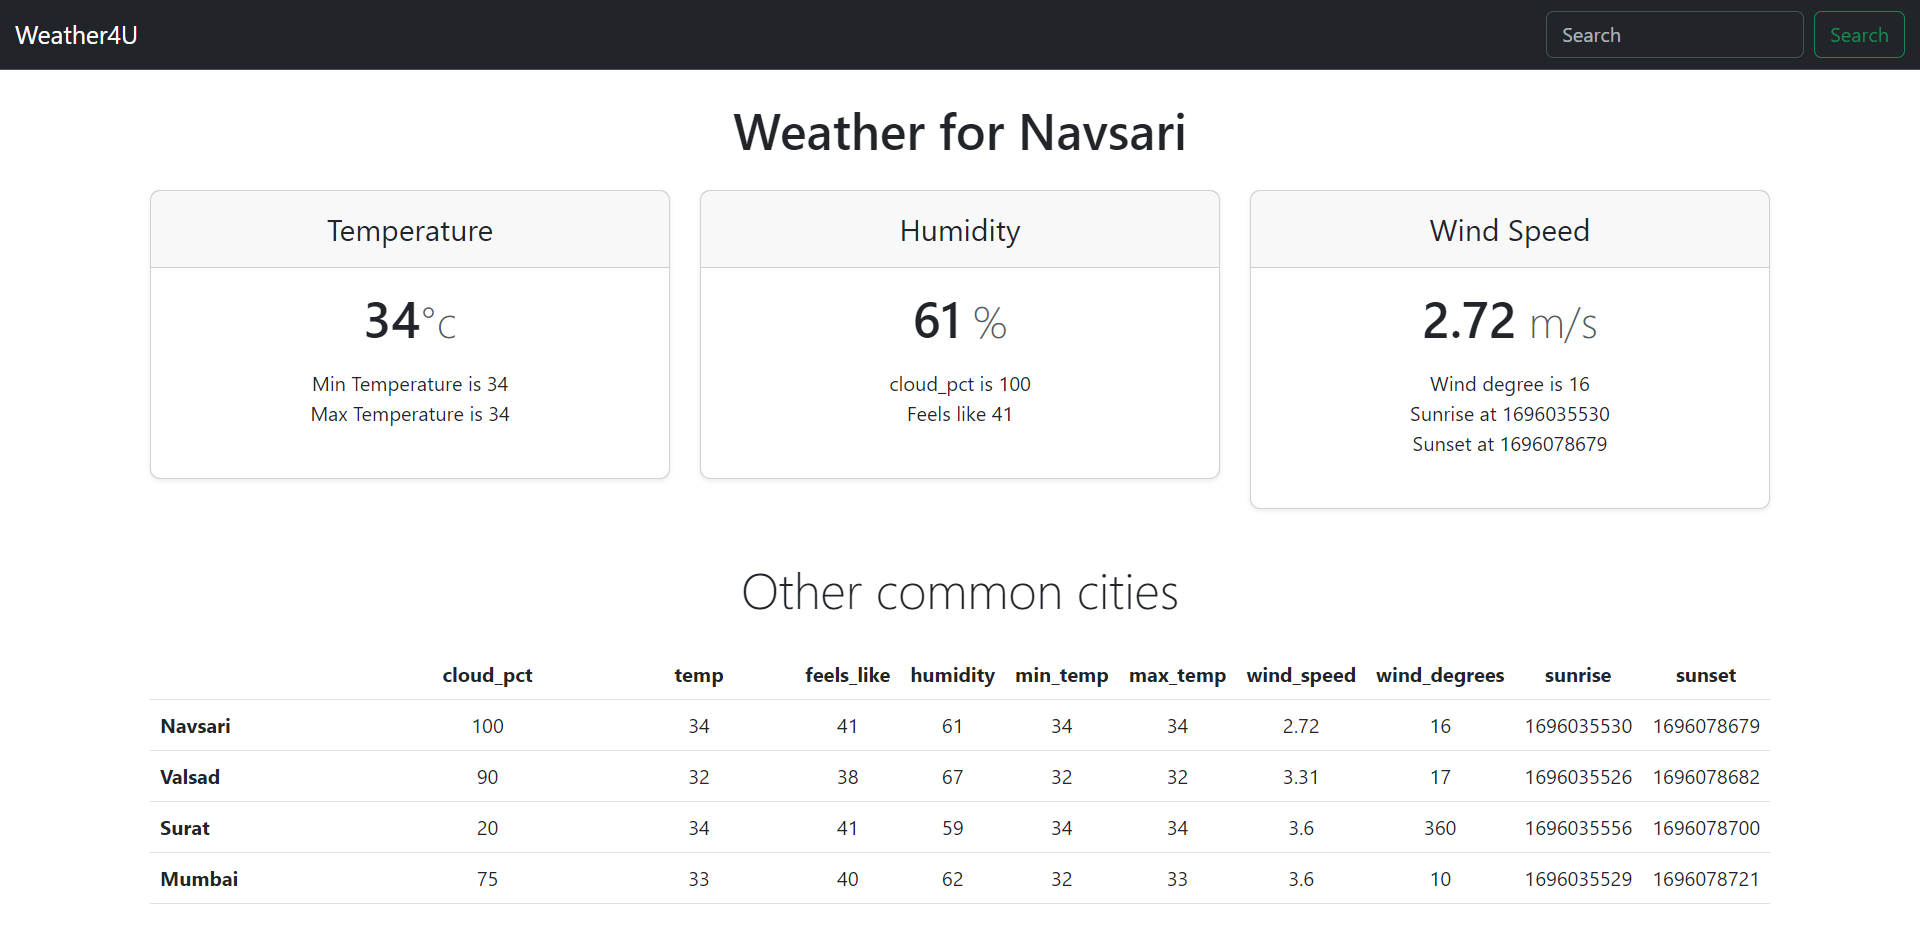 Weather4U Search Search
Weather for Navsari
Temperature Humidity Wind Speed
34°c 61 % 2.72 m/s
Min Temperature is 34 cloud_pct is 100 Wind degree is 16
Max Temperature is 34 Feels like 41 Sunrise at 1696035530
Sunset at 1696078679
Other common cities
cloud_pct temp feels_like humidity min_temp max_temp wind_speed wind_degrees sunrise sunset
Navsari 100 34 41 61 34 34 2.72 16 1696035530 1696078679
Valsad 90 32 38 67 32 32 3.31 17 1696035526 1696078682
Surat 20 34 41 59 34 34 3.6 360 1696035556 1696078700
Mumbai 75 33 40 62 32 33 3.6 10 1696035529 1696078721